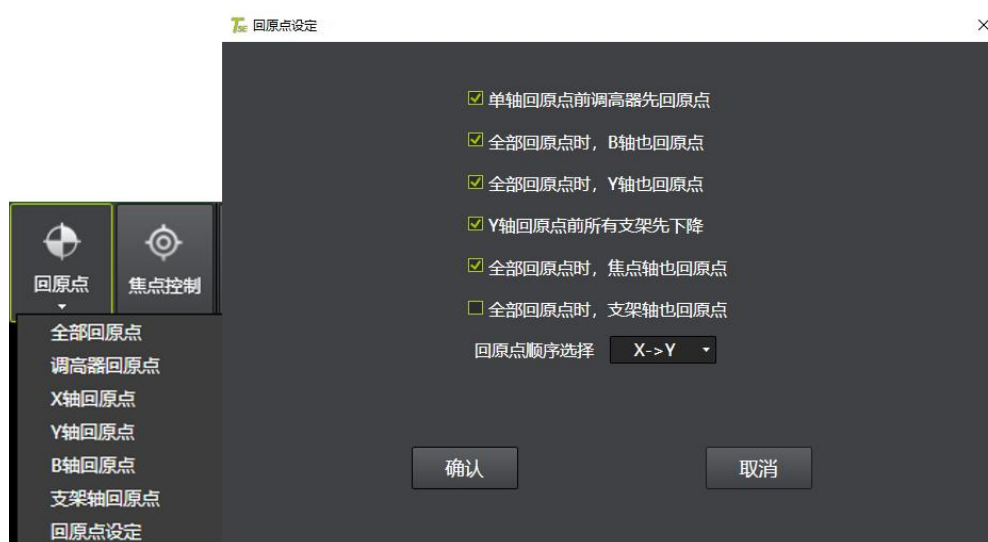 TSE 回原点设定
单轴回原点前调高器先回原点
全部回原点时，B轴也回原点
全部回原点时，Y轴也回原点
Y轴回原点前所有支架先下降
全部回原点时，焦点轴也回原点
全部回原点时，支架轴也回原点
回原点顺序选择 X->Y
确认 取消
回原点 焦点控制
全部回原点
调高器回原点
X轴回原点
Y轴回原点
B轴回原点
支架轴回原点
回原点设定